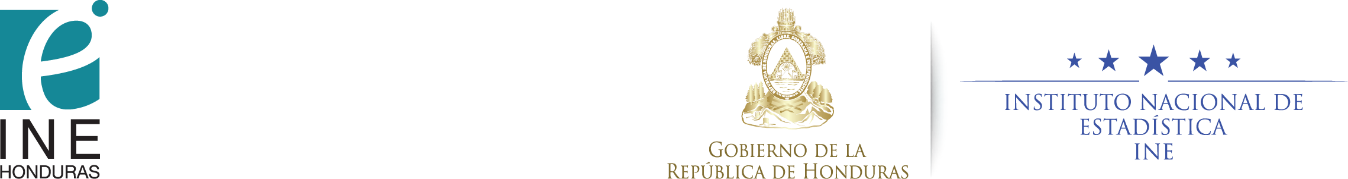 INE
HONDURAS
GOBIERNO DE LA
REPÚBLICA DE HONDURAS
INSTITUTO NACIONAL DE
ESTADÍSTICA
INE